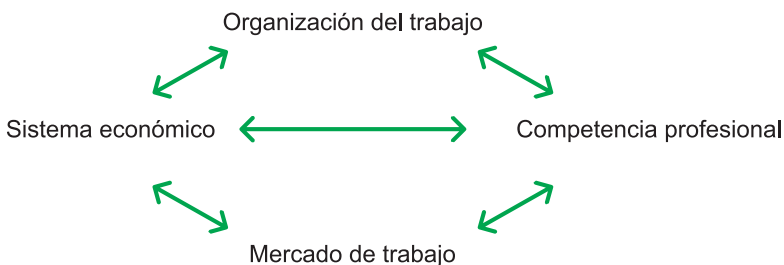 Organización del trabajo
Sistema económico
Competencia profesional
Mercado de trabajo